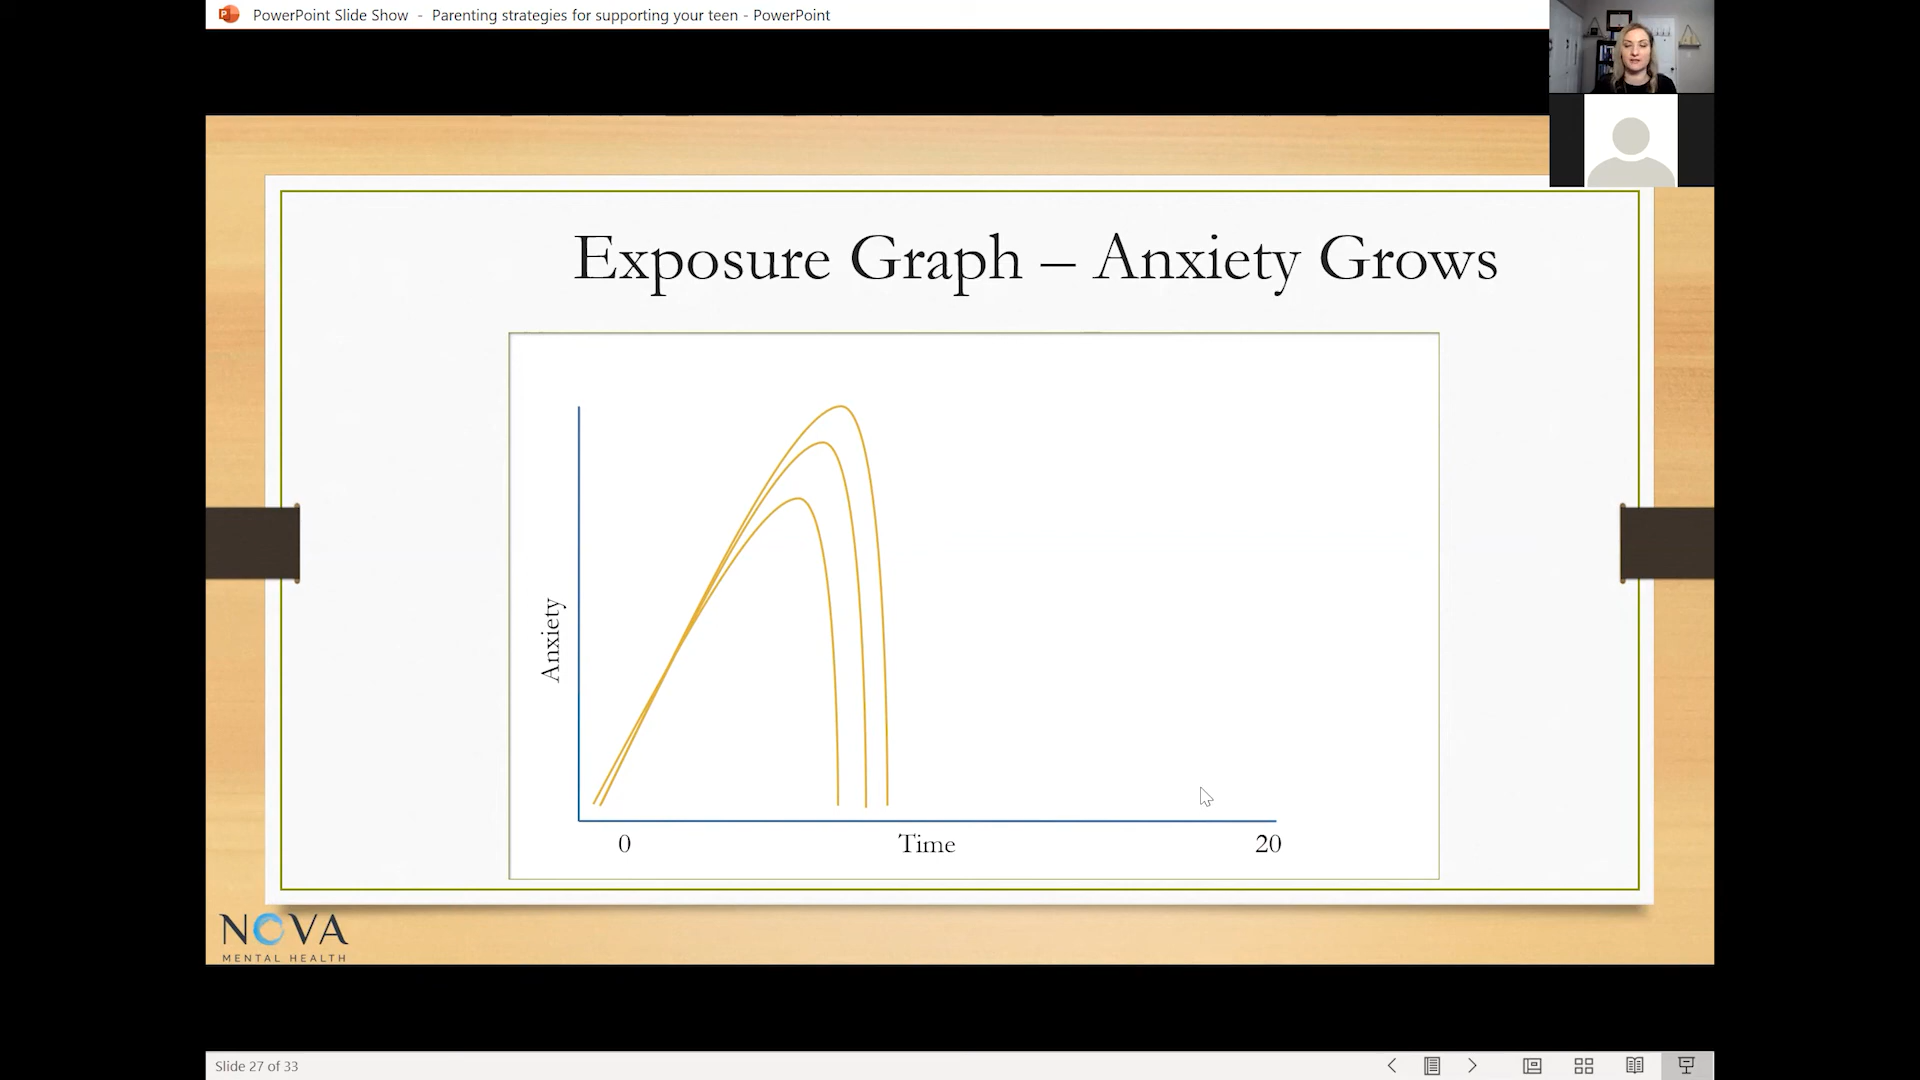 PowerPoint Slide Show - Parenting strategies for supporting your teen - PowerPoint
Exposure Graph – Anxiety Grows
Anxiety
0 Time 20
NOVA
MENTAL HEALTH
Slide 27 of 33